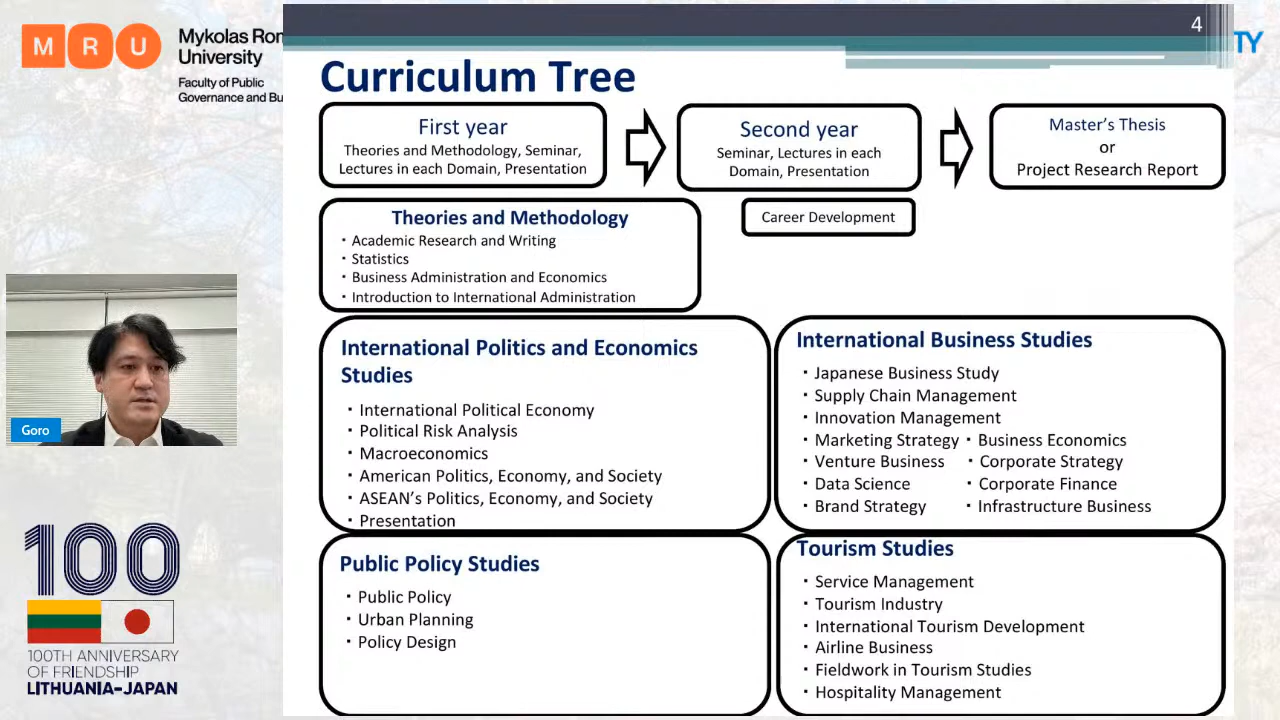 MRU
Mykolas Rom
University
Faculty of Public
Governance and Bu
4
TY
Curriculum Tree
First year
Theories and Methodology, Seminar,
Lectures in each Domain, Presentation
Second year
Seminar, Lectures in each
Domain, Presentation
Master's Thesis
or
Project Research Report
Career Development
Theories and Methodology
・Academic Research and Writing
・Statistics
・Business Administration and Economics
・Introduction to International Administration
International Politics and Economics
Studies
・International Political Economy
・Political Risk Analysis
・Macroeconomics
・American Politics, Economy, and Society
・ASEAN's Politics, Economy, and Society
・Presentation
International Business Studies
・Japanese Business Study
・Supply Chain Management
・Innovation Management
・Marketing Strategy ・Business Economics
・Venture Business ・Corporate Strategy
・Data Science ・Corporate Finance
・Brand Strategy ・Infrastructure Business
Public Policy Studies
・Public Policy
・Urban Planning
・Policy Design
Tourism Studies
・Service Management
・Tourism Industry
・International Tourism Development
・Airline Business
・Fieldwork in Tourism Studies
・Hospitality Management
Goro
100
100TH ANNIVERSARY
OF FRIENDSHIP
LITHUANIA-JAPAN